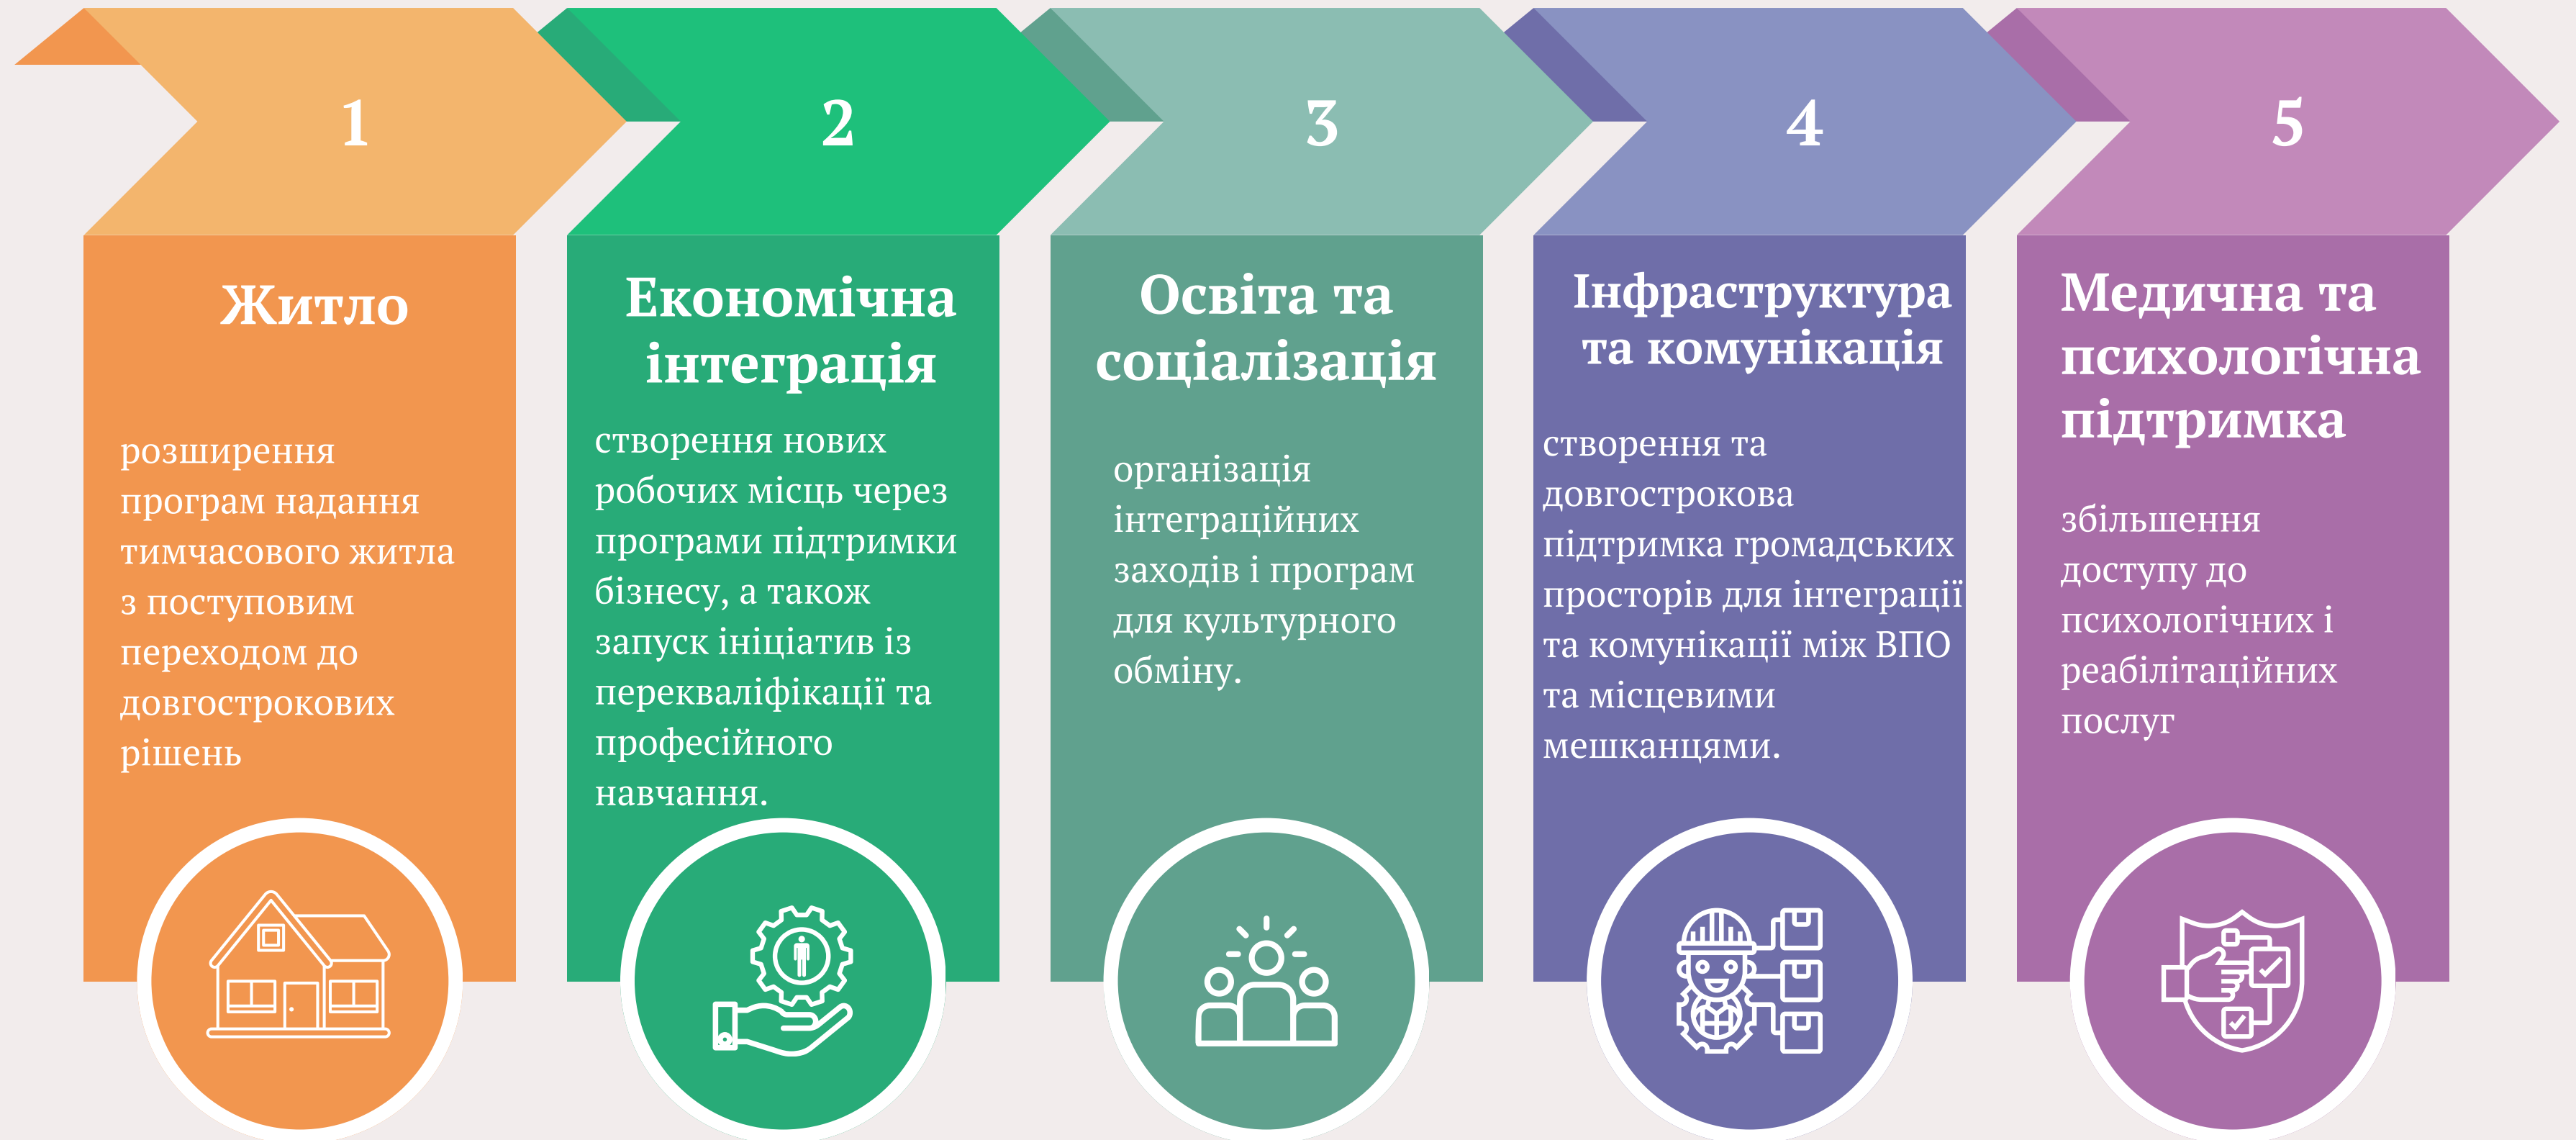 1
Житло
розширення
програм надання
тимчасового житла
з поступовим
переходом до
довгострокових
рішень
2
Економічна
інтеграція
створення нових
робочих місць через
програми підтримки
бізнесу, а також
запуск ініціатив із
перекваліфікації та
професійного
навчання.
3
Освіта та
соціалізація
організація
інтеграційних
заходів і програм
для культурного
обміну.
4
Інфраструктура
та комунікація
створення та
довгострокова
підтримка громадських
просторів для інтеграції
та комунікації між ВПО
та місцевими
мешканцями.
5
Медична та
психологічна
підтримка
збільшення
доступу до
психологічних і
реабілітаційних
послуг